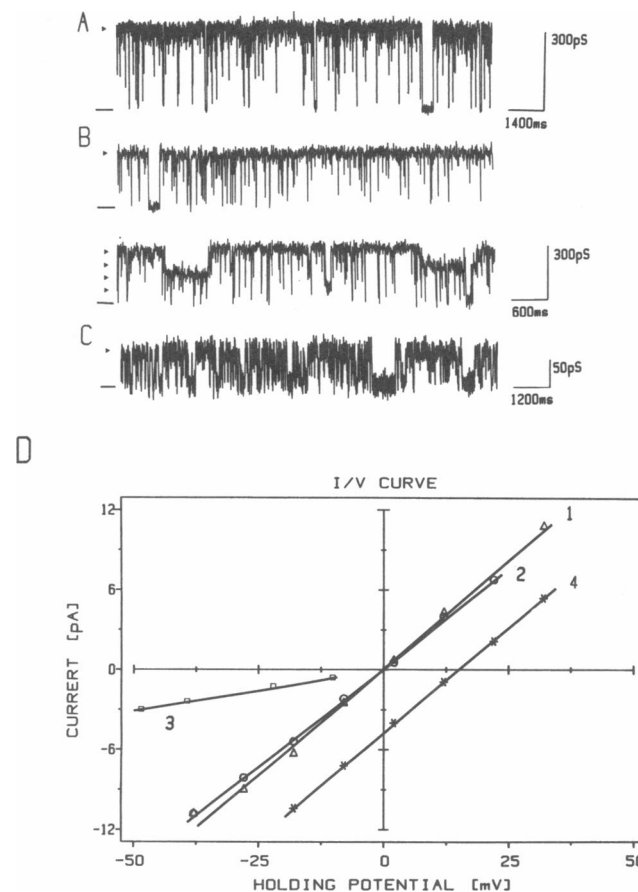 A
300pS
1400ms
B
300pS
600ms
C
50pS
1200ms
D
I/V CURVE
12
6
0
-6
-12
CURRERT [pA]
1
2
3
4
-50
-25
0
25
50
HOLDING POTENTIAL [mV]